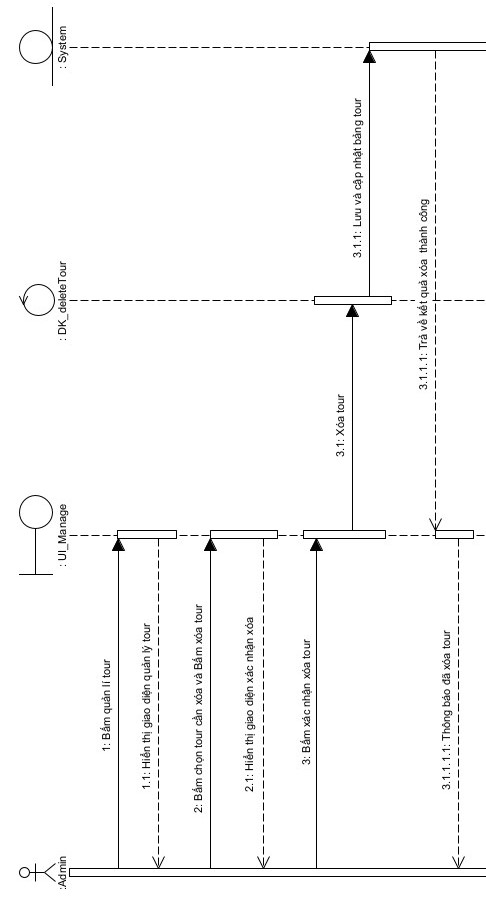 :Admin
: UI_Manage
: DK_deleteTour
: System
1: Bấm quản lí tour
1.1: Hiển thị giao diện quản lý tour
2: Bấm chọn tour cần xóa và Bấm xóa tour
2.1: Hiển thị giao diện xác nhận xóa
3: Bấm xác nhận xóa tour
3.1: Xóa tour
3.1.1: Lưu và cập nhật bảng tour
3.1.1.1: Trả về kết quả xóa thành công
3.1.1.1.1: Thông báo đã xóa tour